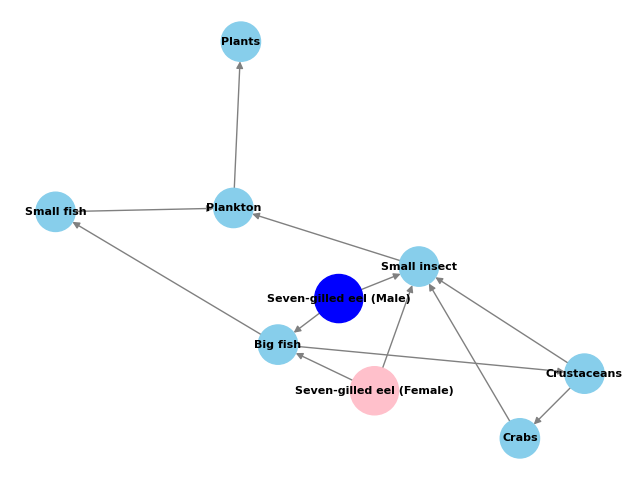 Plants
Small fish
Plankton
Small insect
Seven-gilled eel (Male)
Big fish
Crustaceans
Seven-gilled eel (Female)
Crabs